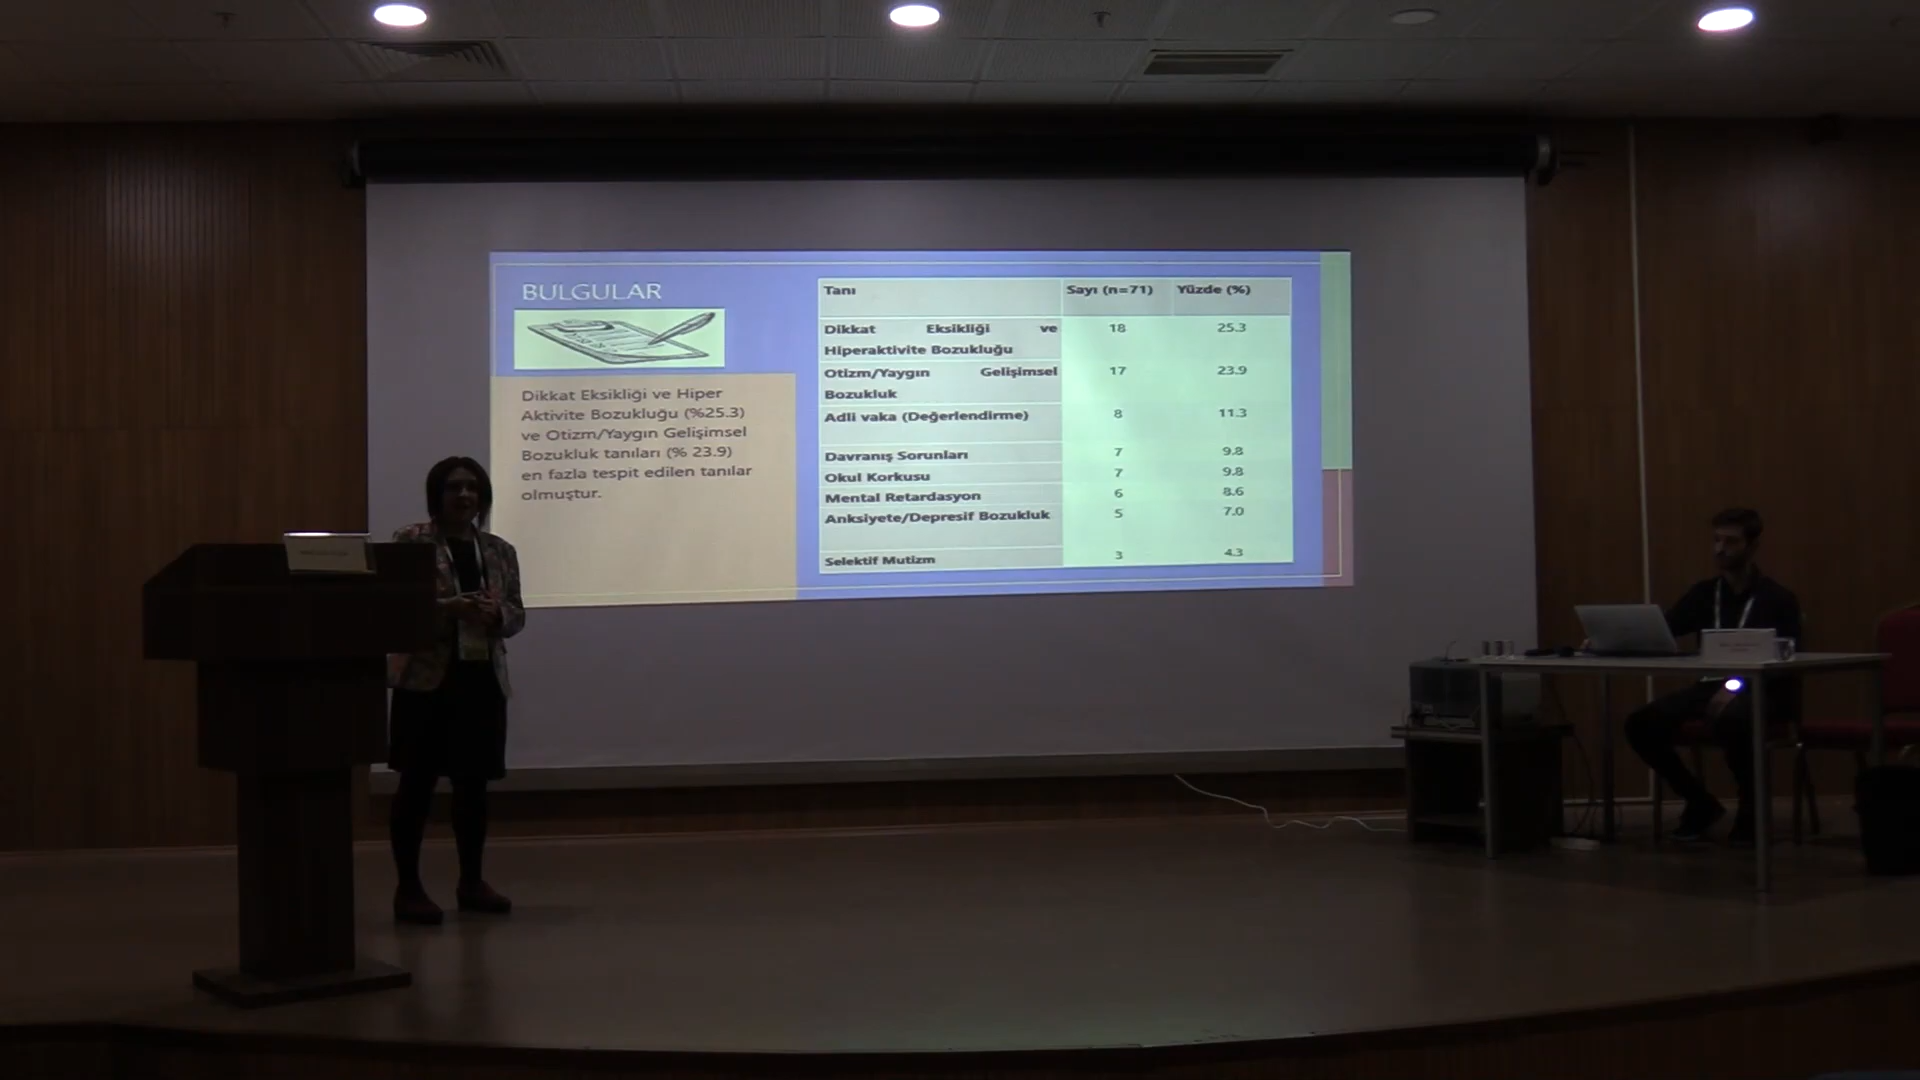 BULGULAR
Dikkat Eksikliği ve Hiper
Aktivite Bozukluğu (%25.3)
ve Otizm/Yaygın Gelişimsel
Bozukluk tanıları (% 23.9)
en fazla tespit edilen tanılar
olmuştur.
Tanı Sayı (n=71) Yüzde (%)
Dikkat Eksikliği ve 18 25.3
Hiperaktivite Bozukluğu
Otizm/Yaygın Gelişimsel 17 23.9
Bozukluk
Adli vaka (Değerlendirme) 8 11.3
Davranış Sorunları 7 9.8
Okul Korkusu 7 9.8
Mental Retardasyon 6 8.6
Anksiyete/Depresif Bozukluk 5 7.0
Selektif Mutizm 3 4.3